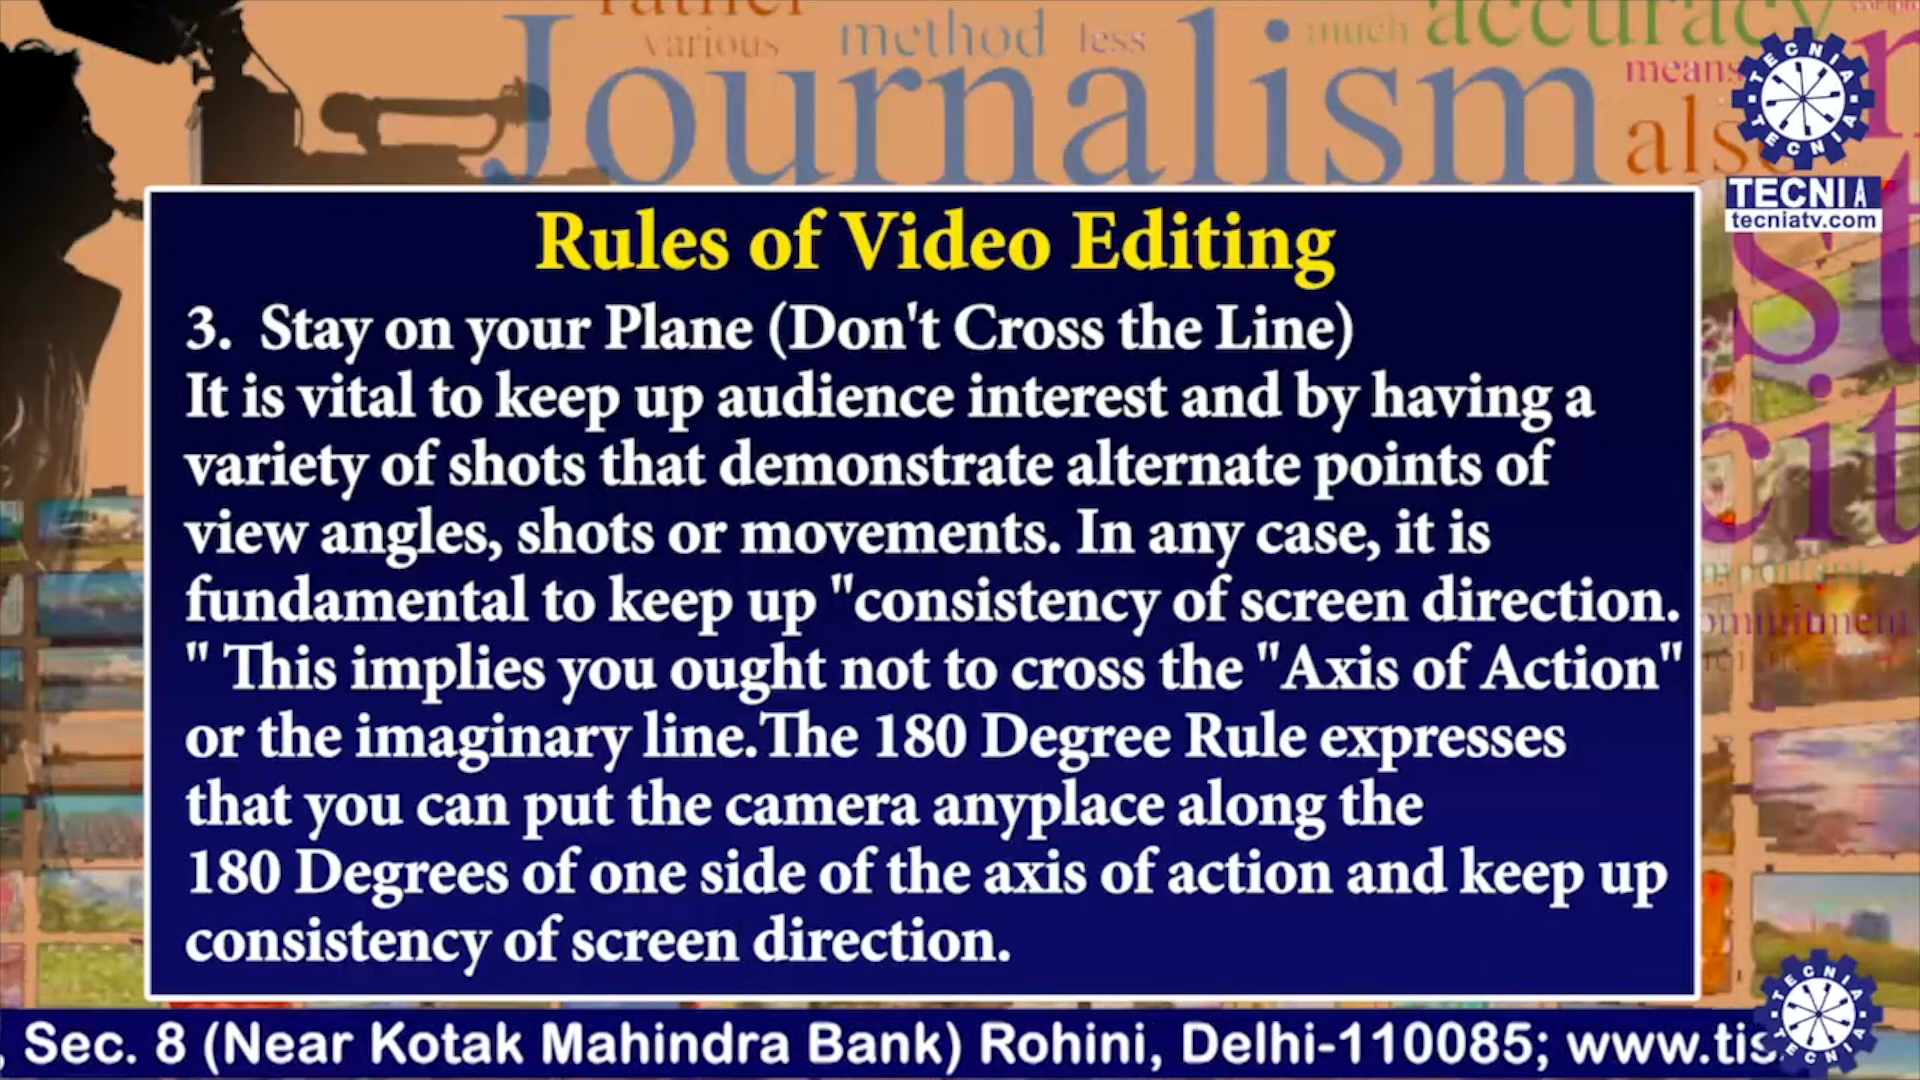 rather
various method less much accuracy
Journalism means
also
TECNIA TECNIA
TECNIA
tecniatv.com
Rules of Video Editing
3. Stay on your Plane (Don't Cross the Line)
It is vital to keep up audience interest and by having a
variety of shots that demonstrate alternate points of
view angles, shots or movements. In any case, it is
fundamental to keep up "consistency of screen direction.
" This implies you ought not to cross the "Axis of Action"
or the imaginary line.The 180 Degree Rule expresses
that you can put the camera anyplace along the
180 Degrees of one side of the axis of action and keep up
consistency of screen direction.
, Sec. 8 (Near Kotak Mahindra Bank) Rohini, Delhi-110085; www.tis
TECNIA TECNIA